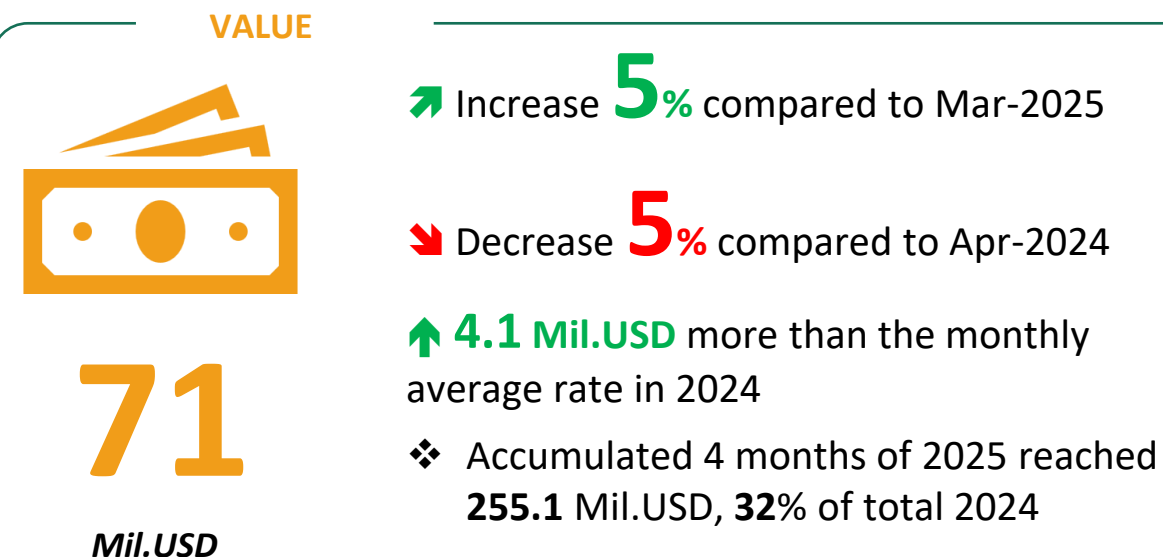 VALUE
Increase 5% compared to Mar-2025
Decrease 5% compared to Apr-2024
4.1 Mil.USD more than the monthly
average rate in 2024
71
Mil.USD
❖ Accumulated 4 months of 2025 reached
255.1 Mil.USD, 32% of total 2024